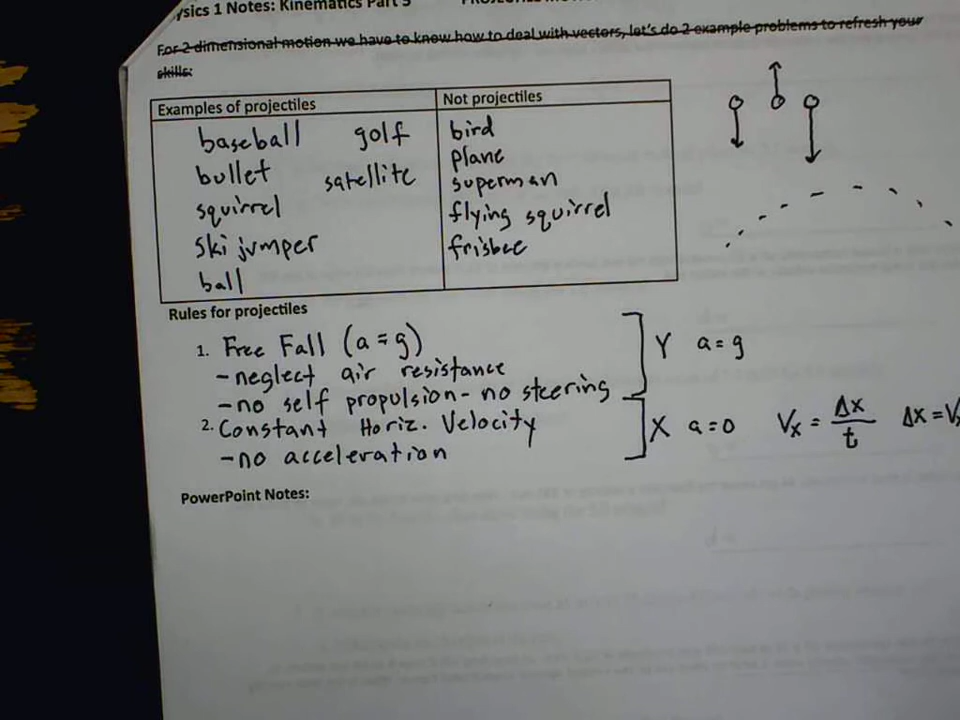 Physics 1 Notes: Kinematics Part 3
For 2 dimensional motion we have to know how to deal with vectors, let's do 2 example problems to refresh your
skills:
Examples of projectiles
Not projectiles
baseball golf
bullet satellite
squirrel
ski jumper
ball
bird
plane
superman
flying squirrel
frisbee
Rules for projectiles
1. Free Fall (a = g)
- neglect air resistance
- no self propulsion - no steering
Y a = g
2. Constant Horiz. Velocity
- no acceleration
X a = 0 Vx = Δx/t Δx = V
PowerPoint Notes: